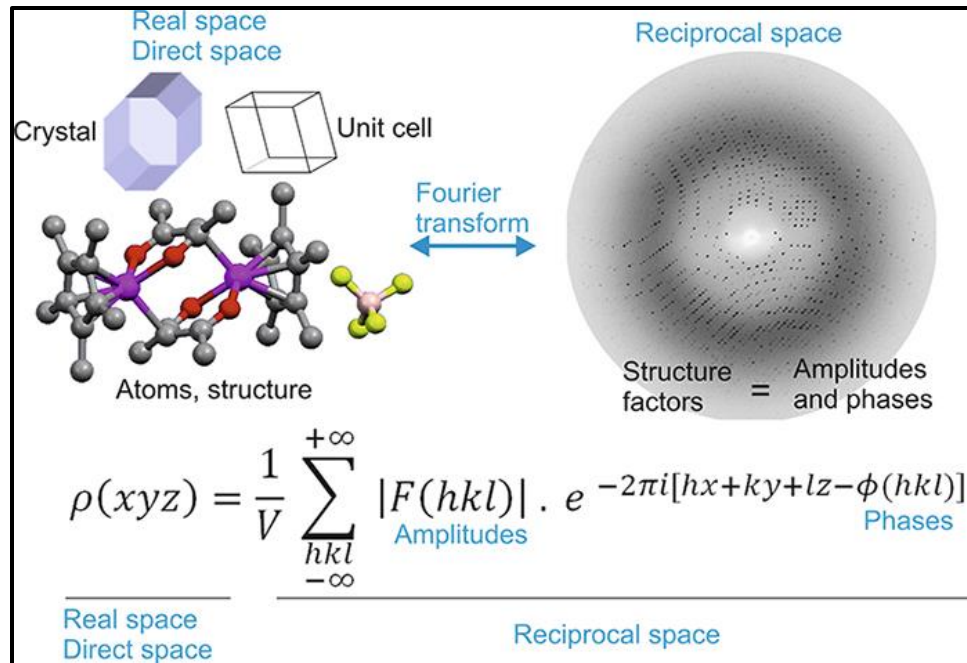 Real space
Direct space
Reciprocal space
Crystal
Unit cell
Fourier
transform
Atoms, structure
Structure
factors
=
Amplitudes
and phases
ρ(xyz) = 1/V ∑ hkl −∞ +∞ |F(hkl)| . e −2πi[hx+ky+lz−ϕ(hkl)]
Amplitudes
Phases
Real space
Direct space
Reciprocal space